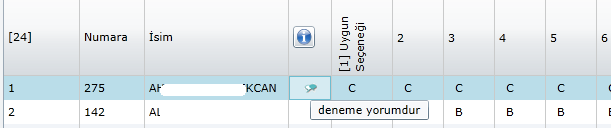 [24] Numara İsim [1] Uygun Seçeneği 2 3 4 5 6
1 275 KCAN C C C C C C
deneme yorumdur
2 142 B B B B